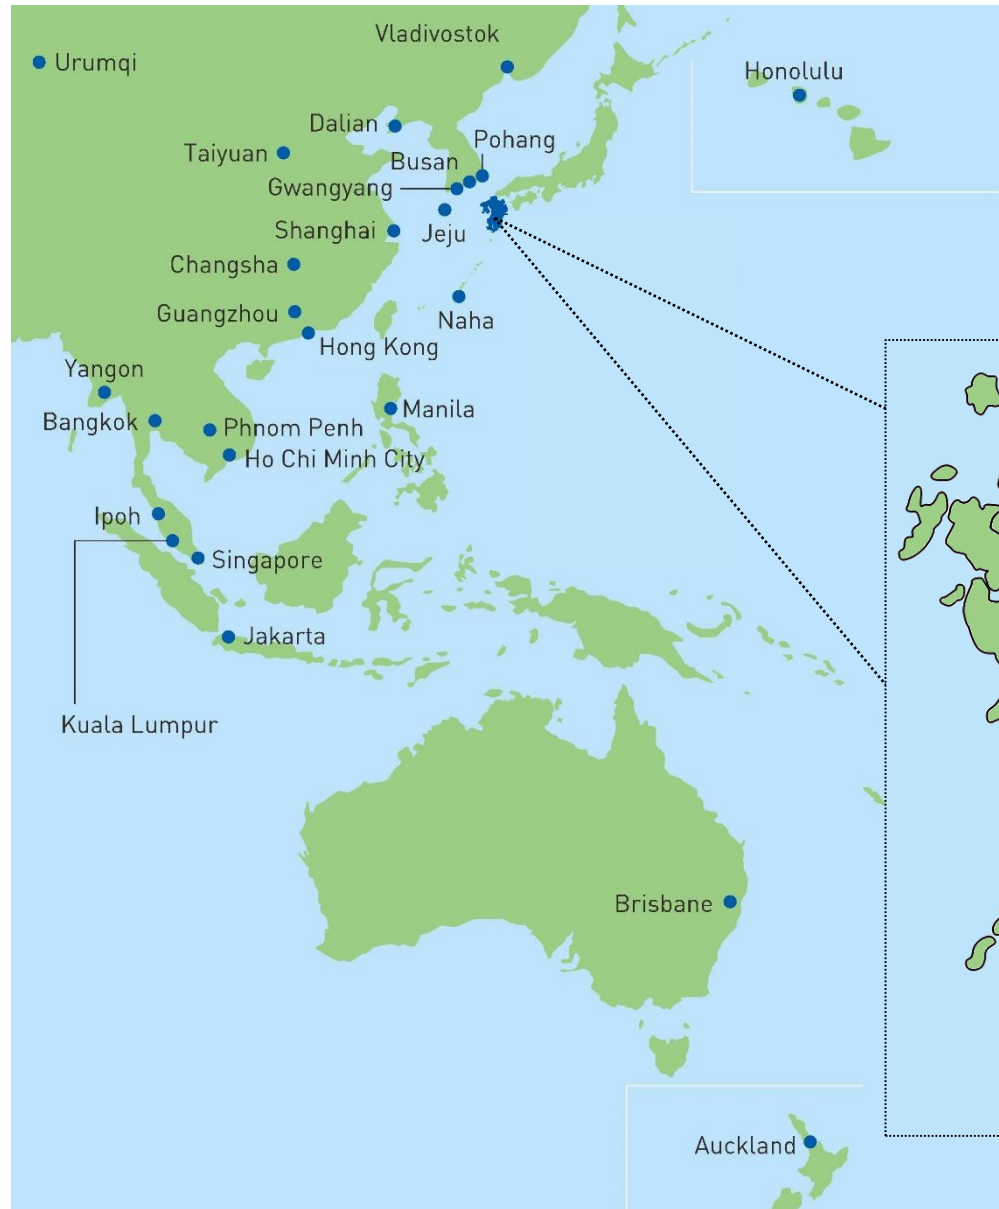 Vladivostok
Urumqi
Honolulu
Dalian
Pohang
Taiyuan
Busan
Gwangyang
Shanghai
Jeju
Changsha
Guangzhou
Naha
Hong Kong
Yangon
Manila
Bangkok
Phnom Penh
Ho Chi Minh City
Ipoh
Singapore
Jakarta
Kuala Lumpur
Brisbane
Auckland